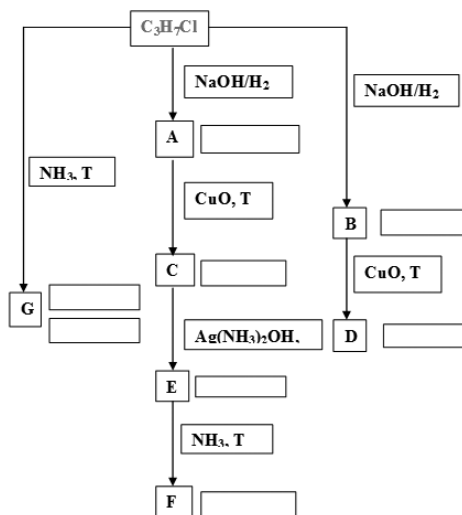 C₃H₇Cl
NaOH/H₂
NaOH/H₂
A
NH₃, T
CuO, T
B
C
CuO, T
G
Ag(NH₃)₂OH,
D
E
NH₃, T
F